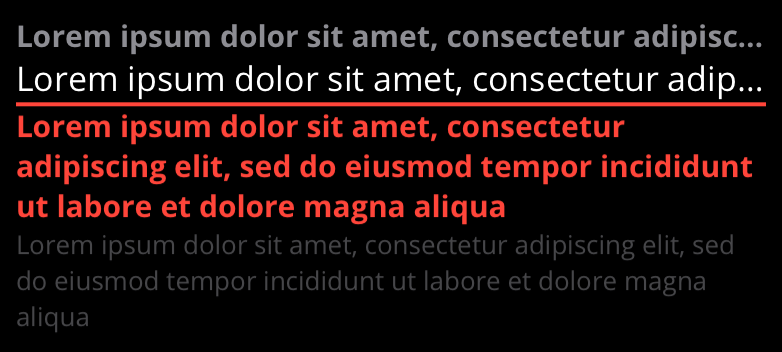 Lorem ipsum dolor sit amet, consectetur adipisc...
Lorem ipsum dolor sit amet, consectetur adip...
Lorem ipsum dolor sit amet, consectetur
adipiscing elit, sed do eiusmod tempor incididunt
ut labore et dolore magna aliqua
Lorem ipsum dolor sit amet, consectetur adipiscing elit, sed
do eiusmod tempor incididunt ut labore et dolore magna
aliqua